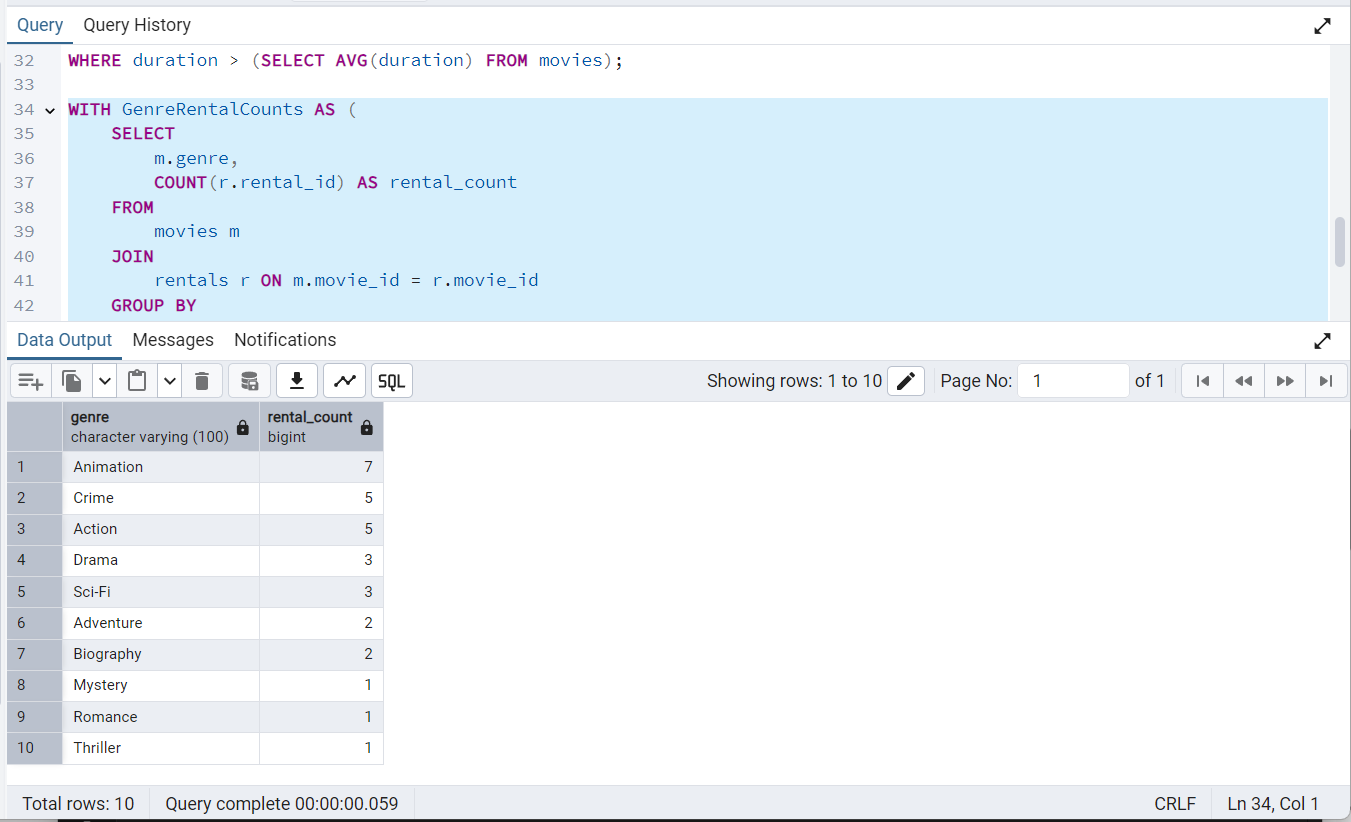 Query Query History
32 WHERE duration > (SELECT AVG(duration) FROM movies);
33
34 WITH GenreRentalCounts AS (
35 SELECT
36 m.genre,
37 COUNT(r.rental_id) AS rental_count
38 FROM
39 movies m
40 JOIN
41 rentals r ON m.movie_id = r.movie_id
42 GROUP BY
Data Output Messages Notifications
SQL Showing rows: 1 to 10 Page No: 1 of 1
genre rental_count
character varying (100) bigint
1 Animation 7
2 Crime 5
3 Action 5
4 Drama 3
5 Sci-Fi 3
6 Adventure 2
7 Biography 2
8 Mystery 1
9 Romance 1
10 Thriller 1
Total rows: 10 Query complete 00:00:00.059 CRLF Ln 34, Col 1